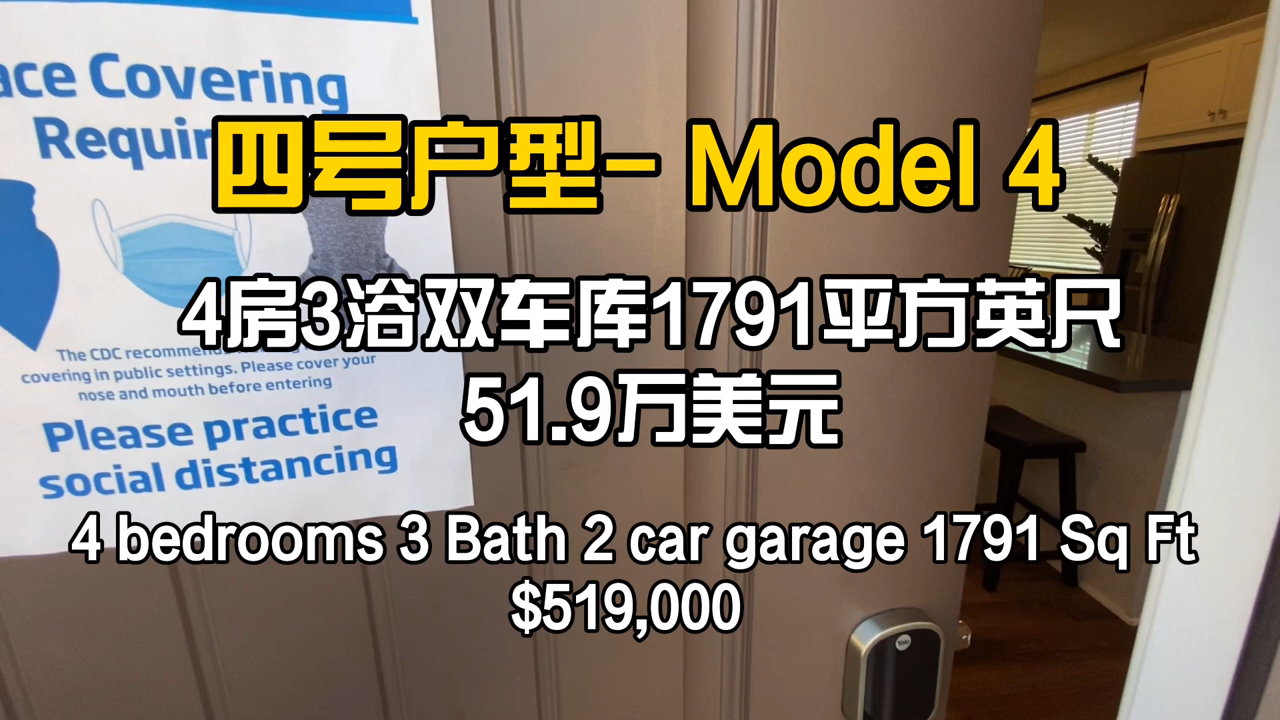 Covering
四号户型- Model 4
4房3浴双车库1791平方英尺
The CDC
covering in public settings. Please cover your
nose and mouth before entering
51.9万美元
Please practice
social distancing
4 bedrooms 3 Bath 2 car garage 1791 Sq Ft
$519,000
Yale